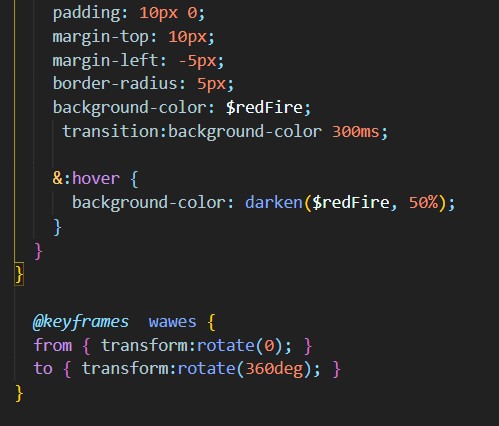 padding: 10px 0;
margin-top: 10px;
margin-left: -5px;
border-radius: 5px;
background-color: $redFire;
transition:background-color 300ms;
&:hover {
background-color: darken($redFire, 50%);
}
}
}
@keyframes  wawes {
from { transform:rotate(0); }
to { transform:rotate(360deg); }
}